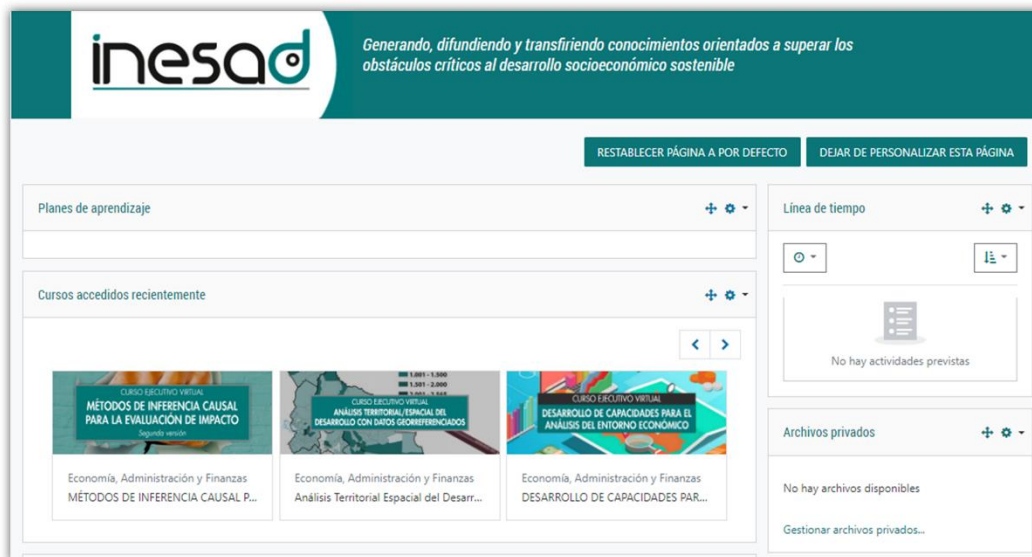 inesad
Generando, difundiendo y transfiriendo conocimientos orientados a superar los
obstáculos críticos al desarrollo socioeconómico sostenible
RESTABLECER PÁGINA A POR DEFECTO
DEJAR DE PERSONALIZAR ESTA PÁGINA
Planes de aprendizaje
Cursos accedidos recientemente
1.001 - 1.500
1.501 - 2.000
CURSO EJECUTIVO VIRTUAL
MÉTODOS DE INFERENCIA CAUSAL
PARA LA EVALUACIÓN DE IMPACTO
Segunda versión
CURSO EJECUTIVO VIRTUAL
ANÁLISIS TERRITORIAL/ESPACIAL DEL
DESARROLLO CON DATOS GEORREFERENCIADOS
CURSO EJECUTIVO VIRTUAL
DESARROLLO DE CAPACIDADES PARA EL
ANÁLISIS DEL ENTORNO ECONÓMICO
Economía, Administración y Finanzas
MÉTODOS DE INFERENCIA CAUSAL P...
Economía, Administración y Finanzas
Análisis Territorial Espacial del Desarr...
Economía, Administración y Finanzas
DESARROLLO DE CAPACIDADES PAR...
Línea de tiempo
No hay actividades previstas
Archivos privados
No hay archivos disponibles
Gestionar archivos privados...